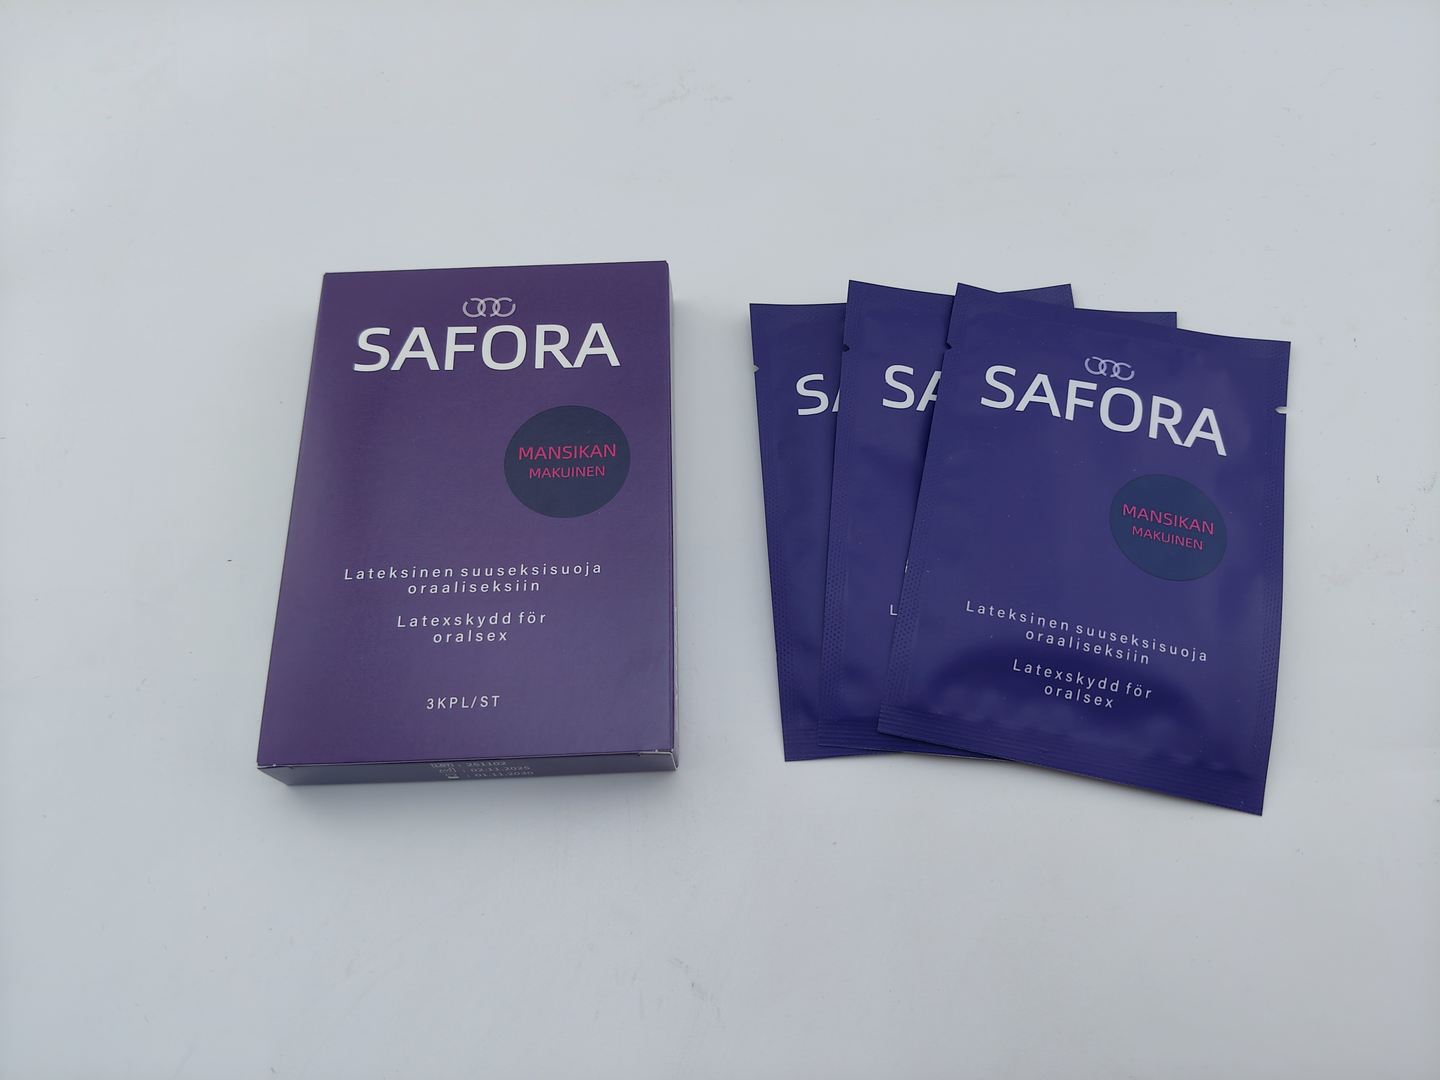 SAFORA
MANSIKAN
MAKUINEN
Lateksinen suuseksisuoja
oraaliseksiin
Latexskydd för
oralsex
3KPL/ST
SA
SA
L
SAFORA
MANSIKAN
MAKUINEN
Lateksinen suuseksisuoja
oraaliseksiin
Latexskydd för
oralsex